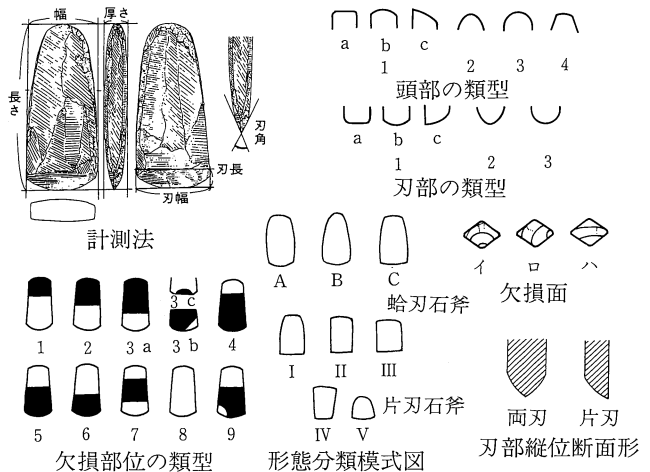 幅
厚さ
長さ
刃角
刃長
刃幅
計測法
a b c 2 3 4
1
頭部の類型
a b c 2 3
1
刃部の類型
A B C
蛤刃石斧
Ⅰ Ⅱ Ⅲ
Ⅳ Ⅴ 片刃石斧
形態分類模式図
イ ロ ハ
欠損面
3 c
1 2 3 a 3 b 4
5 6 7 8 9
欠損部位の類型
両刃 片刃
刃部縦位断面形